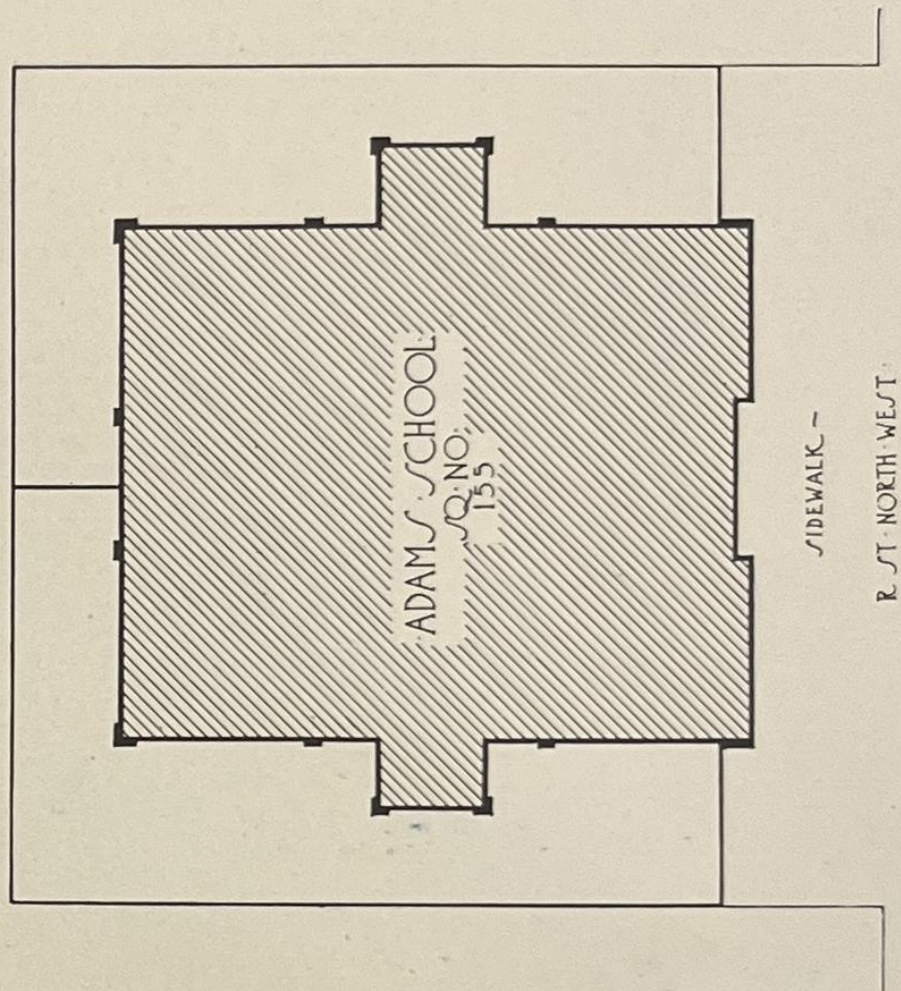 ·ADAMS·SCHOOL·
SQ·NO·
155
SIDEWALK–
R ST·NORTH·WEST·